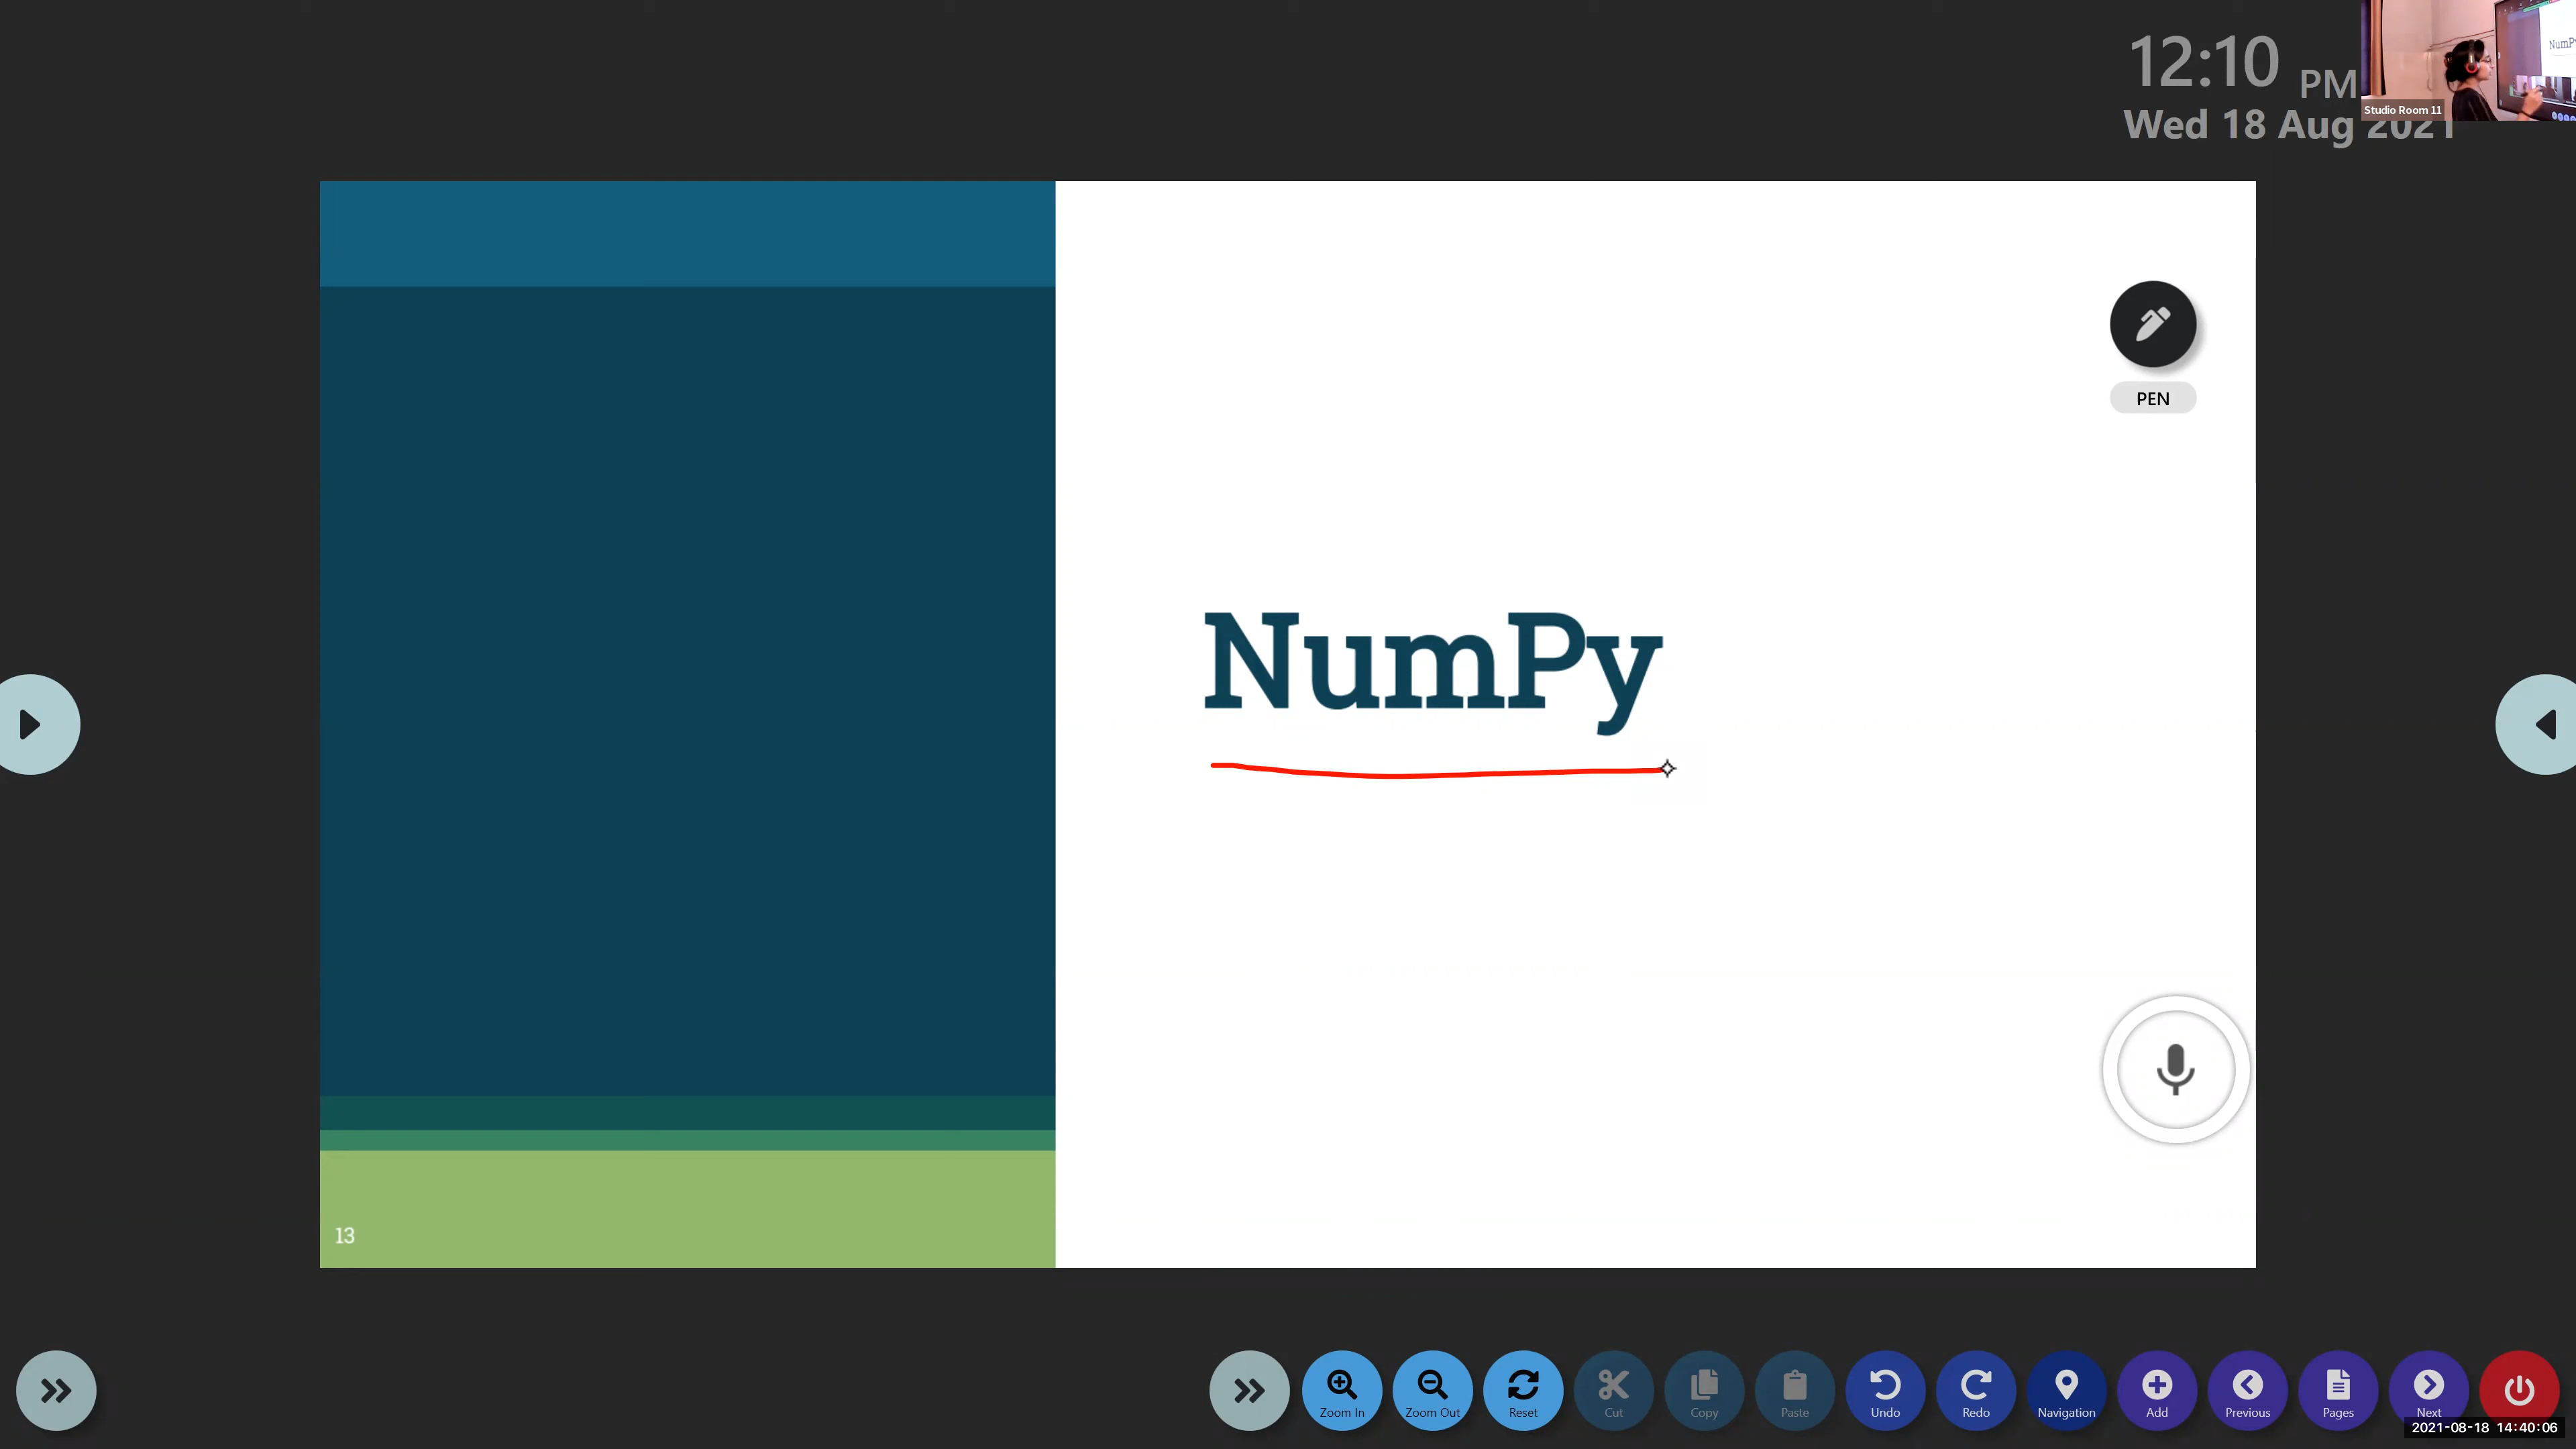 12:10 PM
Wed 18 Aug 2021
NumPy
Studio Room 11
PEN
NumPy
13
Zoom In
Zoom Out
Reset
Cut
Copy
Paste
Undo
Redo
Navigation
Add
Previous
Pages
Next
2021-08-18 14:40:06